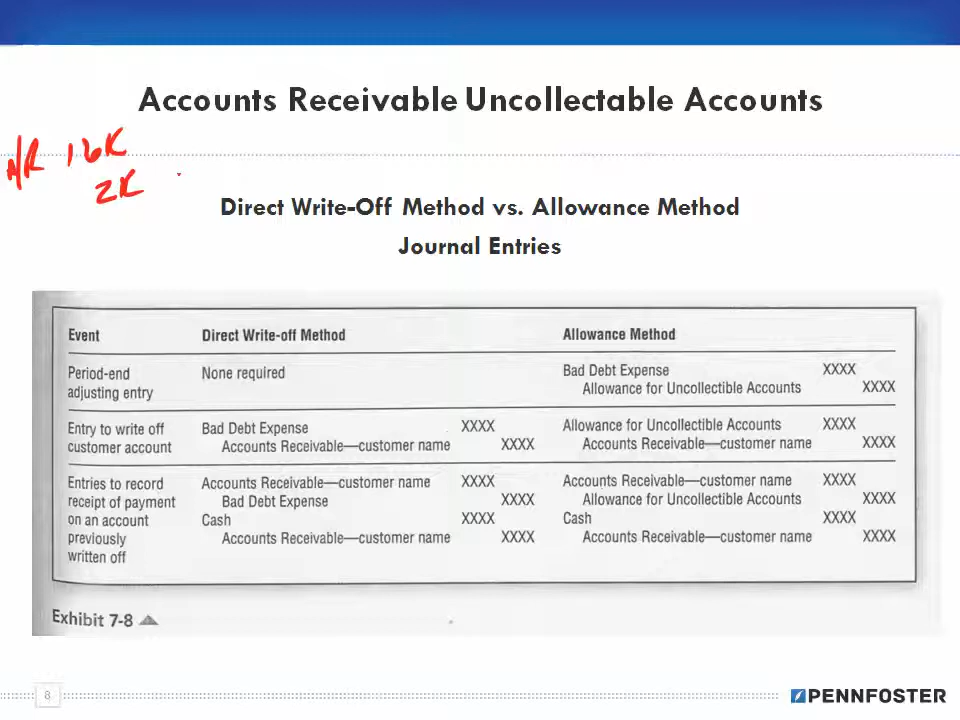 Accounts Receivable Uncollectable Accounts
A/R 16K
2K
Direct Write-Off Method vs. Allowance Method
Journal Entries
Event Direct Write-off Method Allowance Method
Period-end None required Bad Debt Expense XXXX
adjusting entry Allowance for Uncollectible Accounts XXXX
Entry to write off Bad Debt Expense XXXX Allowance for Uncollectible Accounts XXXX
customer account Accounts Receivable—customer name XXXX Accounts Receivable—customer name XXXX
Entries to record Accounts Receivable—customer name XXXX Accounts Receivable—customer name XXXX
receipt of payment Bad Debt Expense XXXX Allowance for Uncollectible Accounts XXXX
on an account Cash XXXX Cash XXXX
previously Accounts Receivable—customer name XXXX Accounts Receivable—customer name XXXX
written off
Exhibit 7-8
8 PENNFOSTER